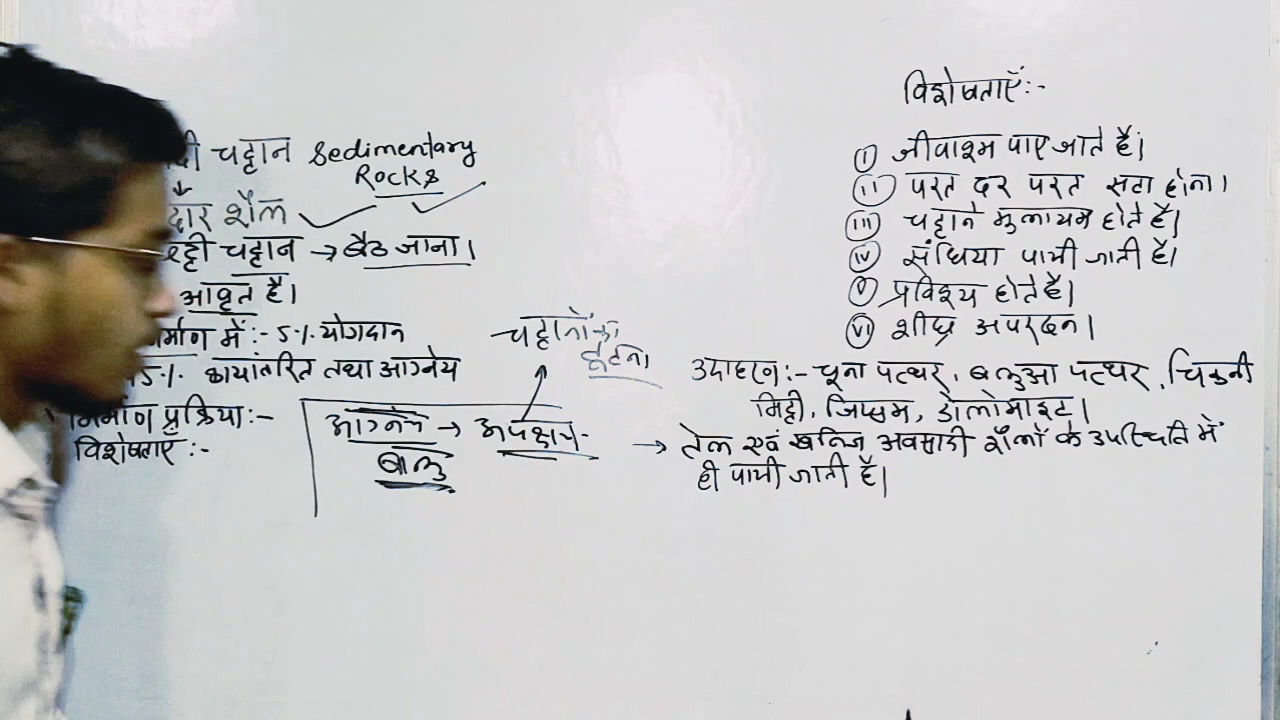 दी चट्टान Sedimentary
Rocks
दार शैल
चट्टान → बैठ जाना।
आवृत है।
र्माण में:- 5% योगदान
5% कायांतरित तथा आग्नेय
निर्माण प्रक्रिया:-
विशेषताएँ :-
चट्टानों का
टूटना
आग्नेय → अपक्षय-
बालू
विशेषताएँ:-
(i) जीवाश्म पाए जाते हैं।
(ii) परत दर परत सटा होना।
(iii) चट्टाने मुलायम होते है।
(iv) संधिया पायी जाती है।
(v) प्रविश्य होते है।
(vi) शीघ्र अपरदन।
उदाहरन:- चूना पत्थर, बलुआ पत्थर, चिकनी
मिट्टी, जिप्सम, डोलोमाइट।
→ तेल एवं खनिज अवसादी शैलों के उपस्थिति में
ही पायी जाती है।